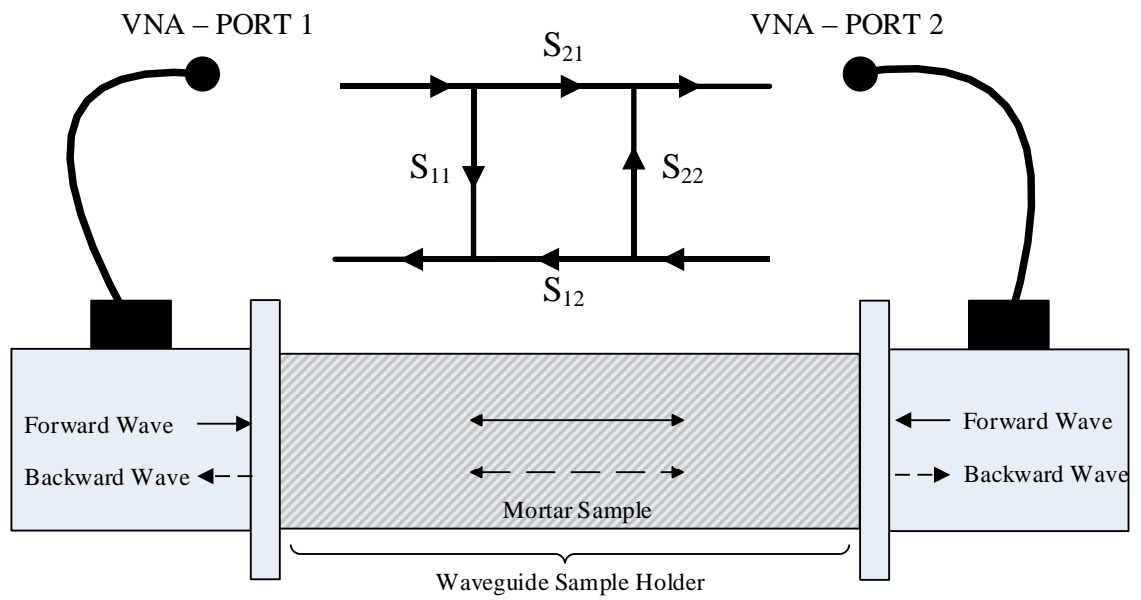 VNA – PORT 1
VNA – PORT 2
S₂₁
S₁₁
S₂₂
S₁₂
Forward Wave
Forward Wave
Backward Wave
Backward Wave
Mortar Sample
Waveguide Sample Holder